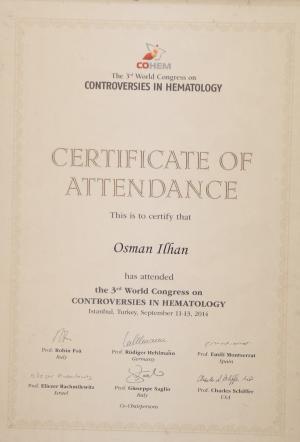 COHEM
The 3rd World Congress on
CONTROVERSIES IN HEMATOLOGY
CERTIFICATE OF
ATTENDANCE
This is to certify that
Osman Ilhan
has attended
the 3rd World Congress on
CONTROVERSIES IN HEMATOLOGY
Istanbul, Turkey, September 11-13, 2014
Prof. Robin Foà
Italy
Prof. Rüdiger Hehlmann
Germany
Prof. Emili Montserrat
Spain
Prof. Eliezer Rachmilewitz
Israel
Prof. Giuseppe Saglio
Italy
Prof. Charles Schiffer
USA
Co-Chairpersons